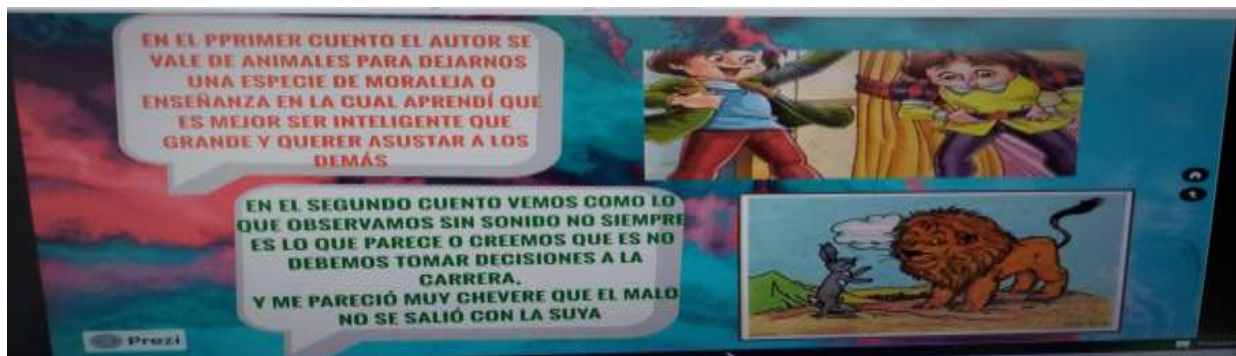 EN EL PPRIMER CUENTO EL AUTOR SE
VALE DE ANIMALES PARA DEJARNOS
UNA ESPECIE DE MORALEJA O
ENSEÑANZA EN LA CUAL APRENDÍ QUE
ES MEJOR SER INTELIGENTE QUE
GRANDE Y QUERER ASUSTAR A LOS
DEMÁS
EN EL SEGUNDO CUENTO VEMOS COMO LO
QUE OBSERVAMOS SIN SONIDO NO SIEMPRE
ES LO QUE PARECE O CREEMOS QUE ES NO
DEBEMOS TOMAR DECISIONES A LA
CARRERA,
Y ME PARECIÓ MUY CHEVERE QUE EL MALO
NO SE SALIÓ CON LA SUYA
Prezi